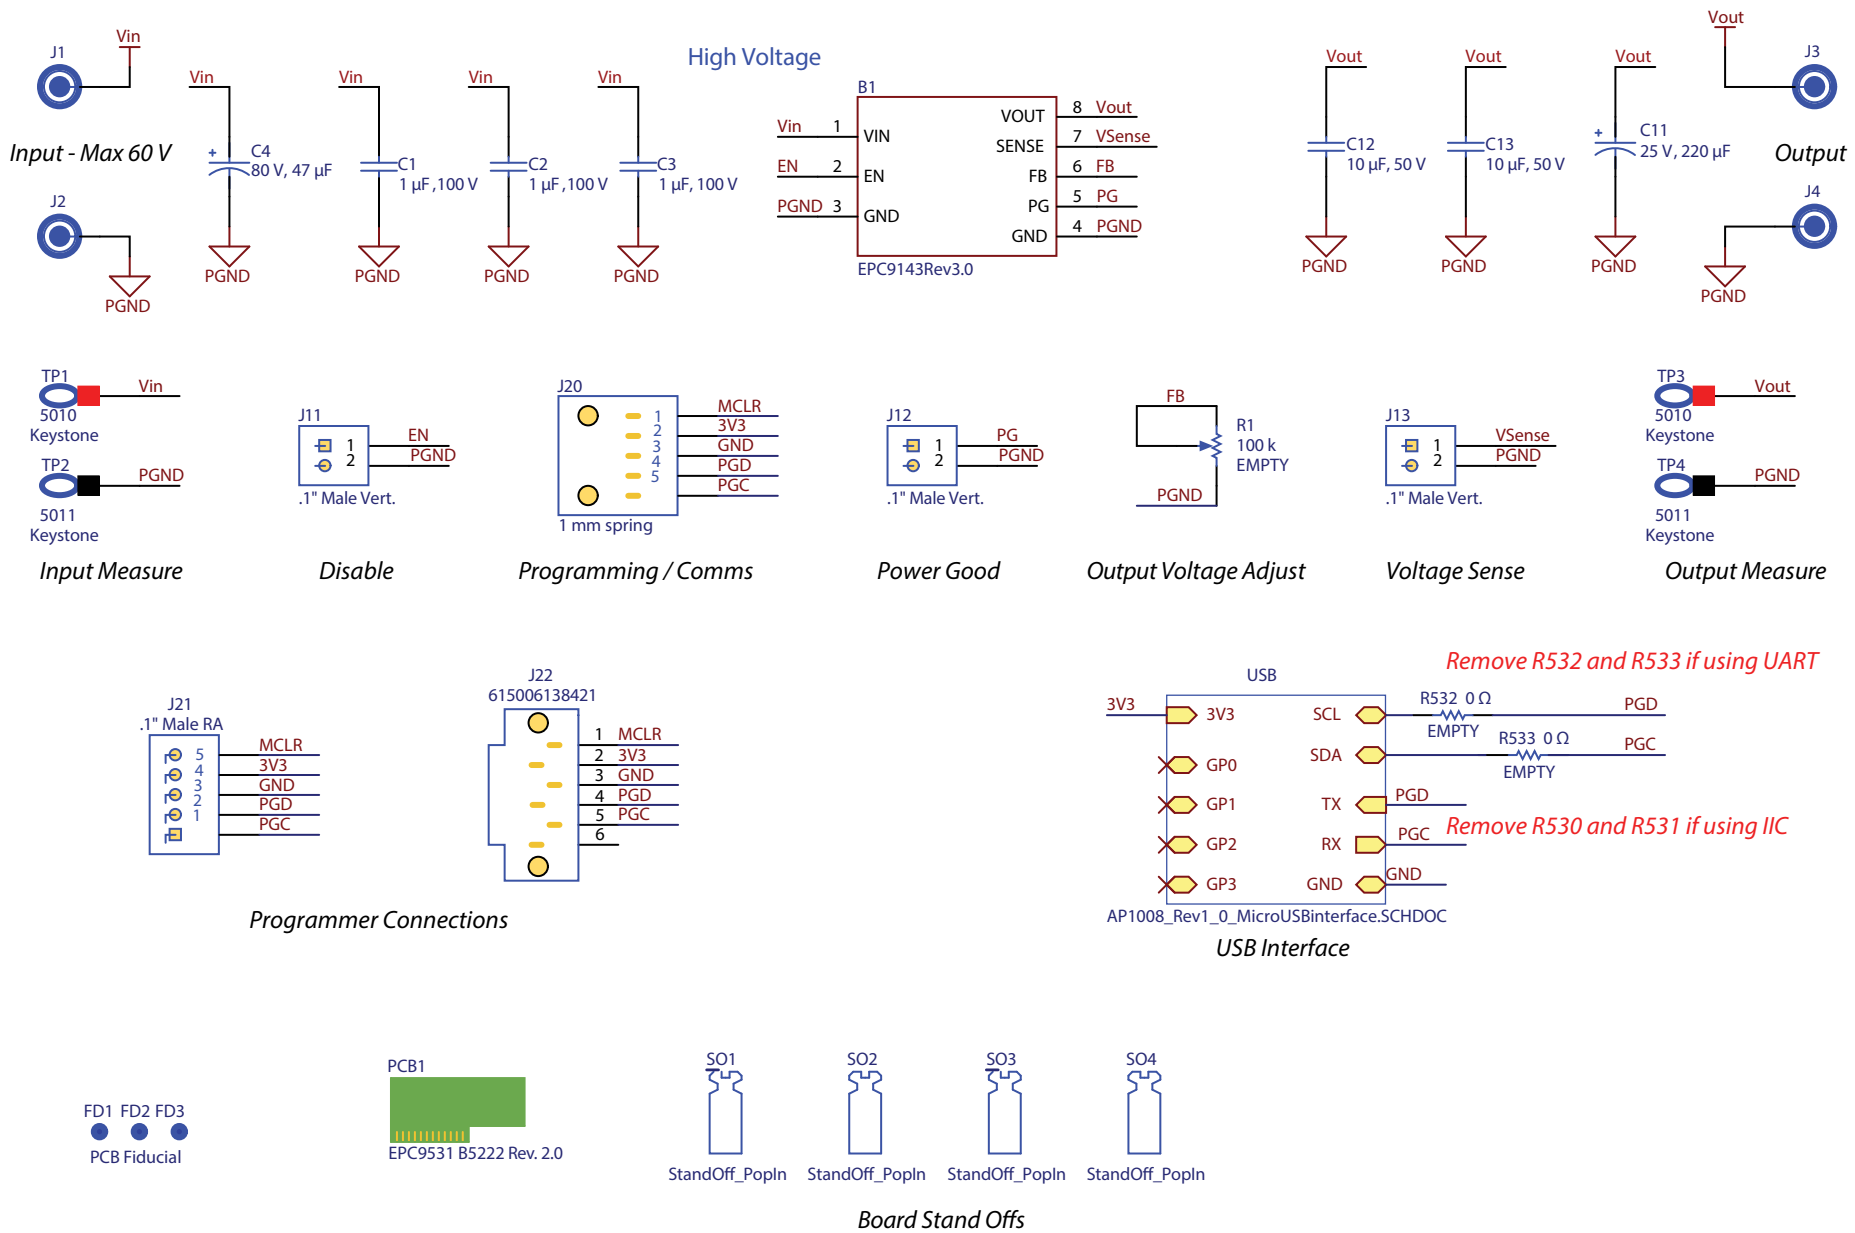 High Voltage
J1
Vin
Input - Max 60 V
J2
PGND
Vin
+
C4
80 V, 47 µF
PGND
Vin
C1
1 µF ,100 V
PGND
Vin
C2
1 µF ,100 V
PGND
Vin
C3
1 µF, 100 V
PGND
B1
Vin 1 VIN
EN 2 EN
PGND 3 GND
VOUT 8 Vout
SENSE 7 VSense
FB 6 FB
PG 5 PG
GND 4 PGND
EPC9143Rev3.0
Vout
C12
10 µF, 50 V
PGND
Vout
C13
10 µF, 50 V
PGND
Vout
+
C11
25 V, 220 µF
Vout
J3
Output
J4
PGND
TP1
Vin
5010
Keystone
TP2
PGND
5011
Keystone
Input Measure
J11
1 EN
2 PGND
.1" Male Vert.
Disable
J20
1 MCLR
2 3V3
3 GND
4 PGD
5 PGC
1 mm spring
Programming / Comms
J12
1 PG
2 PGND
.1" Male Vert.
Power Good
FB
R1
100 k
EMPTY
PGND
Output Voltage Adjust
J13
1 VSense
2 PGND
.1" Male Vert.
Voltage Sense
TP3
Vout
5010
Keystone
TP4
PGND
5011
Keystone
Output Measure
J21
.1" Male RA
5 MCLR
4 3V3
3 GND
2 PGD
1 PGC
J22
615006138421
1 MCLR
2 3V3
3 GND
4 PGD
5 PGC
6
Programmer Connections
Remove R532 and R533 if using UART
USB
3V3 3V3
GP0
GP1
GP2
GP3
SCL R532 0 Ω PGD
EMPTY
SDA R533 0 Ω PGC
EMPTY
TX PGD
Remove R530 and R531 if using IIC
RX PGC
GND GND
AP1008_Rev1_0_MicroUSBinterface.SCHDOC
USB Interface
FD1 FD2 FD3
PCB Fiducial
PCB1
EPC9531 B5222 Rev. 2.0
SO1
StandOff_PopIn
SO2
StandOff_PopIn
SO3
StandOff_PopIn
SO4
StandOff_PopIn
Board Stand Offs
PGND